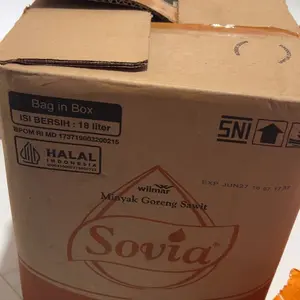 Bag in Box
ISI BERSIH : 18 liter
HALAL
INDONESIA
SNI
wilmar
Minyak Goreng Sawit
Sovia